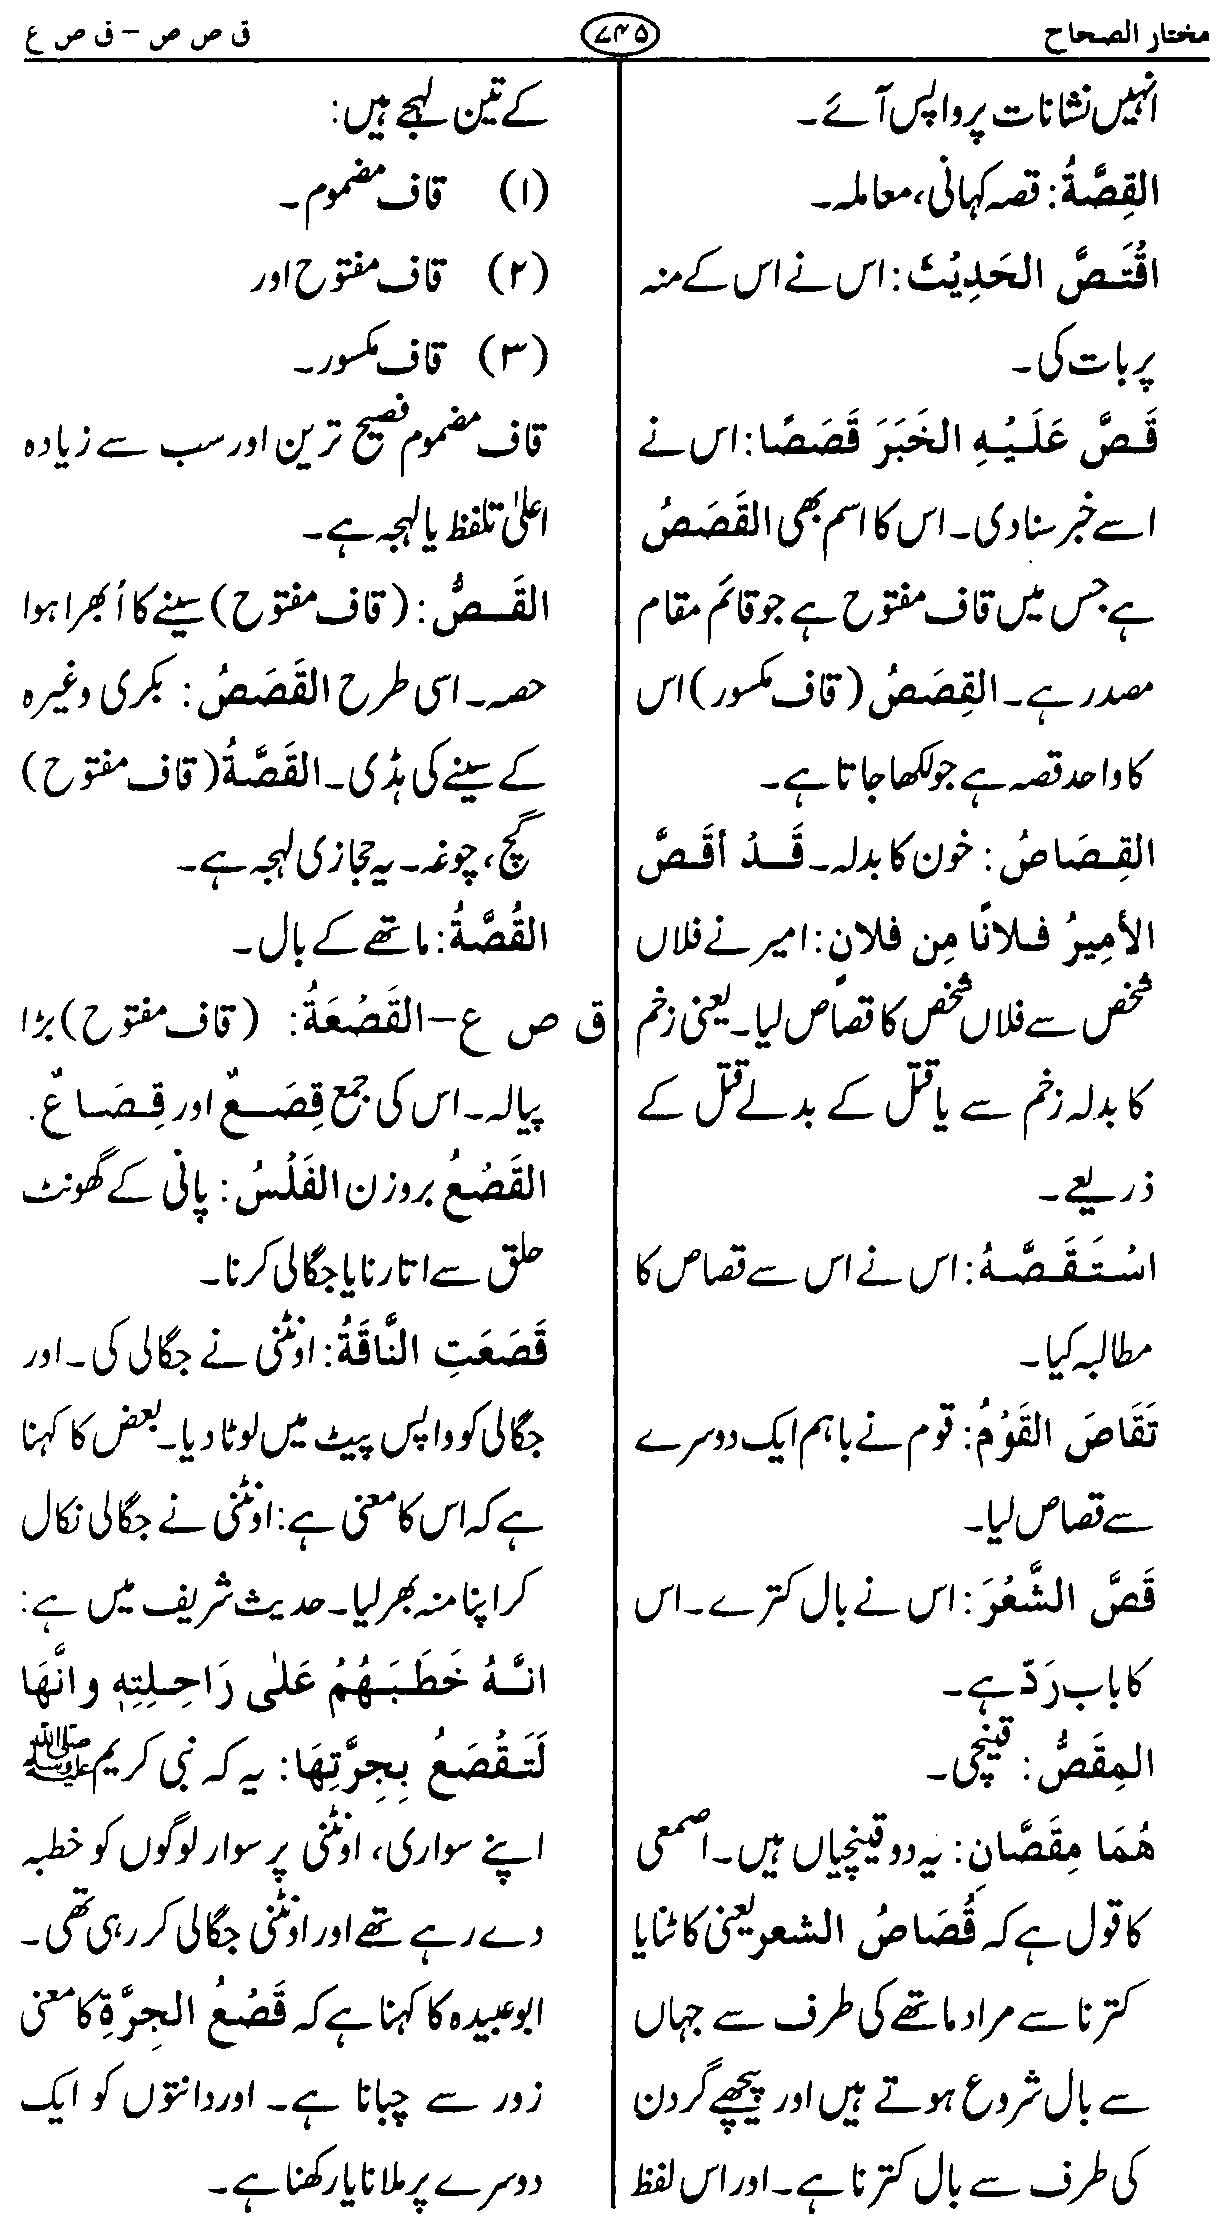 مختار الصحاح ۷۴۵ ق ص ص – ق ص ع
انہیں نشانات پر واپس آئے۔
القِصَّةُ: قصہ کہانی، معاملہ۔
اقْتَصَّ الحَدِيْثَ: اس نے اس کے منہ
پر بات کی۔
قَصَّ عَلَيْهِ الخَبَرَ قَصَصًا: اس نے
اسے خبر سنا دی۔ اس کا اسم بھی القَصَصُ
ہے جس میں قاف مفتوح ہے جو قائم مقام
مصدر ہے۔ القِصَصُ (قاف مکسور) اس
کا واحد قصہ ہے جو لکھا جاتا ہے۔
القِصَاصُ: خون کا بدلہ۔ قَدْ أقَصَّ
الأمِيرُ فلانًا مِن فلانٍ: امیر نے فلاں
شخص سے فلاں شخص کا قصاص لیا۔ یعنی زخم
کا بدلہ زخم سے یا قتل کے بدلے قتل کے
ذریعے۔
اسْتَقَصَّهُ: اس نے اس سے قصاص کا
مطالبہ کیا۔
تَقَاصَ القَوْمُ: قوم نے باہم ایک دوسرے
سے قصاص لیا۔
قَصَّ الشَّعْرَ: اس نے بال کترے۔ اس
کا باب رَدّ ہے۔
المِقَصُّ: قینچی۔
هُمَا مِقَصَّانِ: یہ دو قینچیاں ہیں۔ اصمعی
کا قول ہے کہ قُصَاصُ الشعر یعنی کاٹنا یا
کترنا سے مراد ماتھے کی طرف سے جہاں
سے بال شروع ہوتے ہیں اور پیچھے گردن
کی طرف سے بال کترنا ہے۔ اور اس لفظ
کے تین لہجے ہیں:
(۱) قاف مضموم۔
(۲) قاف مفتوح اور
(۳) قاف مکسور۔
قاف مضموم فصیح ترین اور سب سے زیادہ
اعلیٰ تلفظ یا لہجہ ہے۔
القَصُّ: (قاف مفتوح) سینے کا اُبھرا ہوا
حصہ۔ اسی طرح القَصَصُ: بکری وغیرہ
کے سینے کی ہڈی۔ القَصَّةُ (قاف مفتوح)
گچ، چوغہ۔ یہ حجازی لہجہ ہے۔
القُصَّةُ: ماتھے کے بال۔
ق ص ع – القَصْعَةُ: (قاف مفتوح) بڑا
پیالہ۔ اس کی جمع قِصَعٌ اور قِصَاعٌ.
القَصْعُ بروزن الفَلْسُ: پانی کے گھونٹ
حلق سے اتارنا یا جگالی کرنا۔
قَصَعَتِ النَّاقَةُ: اونٹنی نے جگالی کی۔ اور
جگالی کو واپس پیٹ میں لوٹا دیا۔ بعض کا کہنا
ہے کہ اس کا معنی ہے: اونٹنی نے جگالی نکال
کر اپنا منہ بھر لیا۔ حدیث شریف میں ہے:
انَّهُ خَطَبَهُمْ عَلٰى رَاحِلِتِهٖ وانَّهَا
لَتَقْصَعُ بِجِرَّتِهَا: یہ کہ نبی کریم ﷺ
اپنے سواری، اونٹنی پر سوار لوگوں کو خطبہ
دے رہے تھے اور اونٹنی جگالی کر رہی تھی۔
ابو عبیدہ کا کہنا ہے کہ قَصْعُ الجِرَّةِ کا معنی
زور سے چبانا ہے۔ اور دانتوں کو ایک
دوسرے پر ملانا یا رکھنا ہے۔